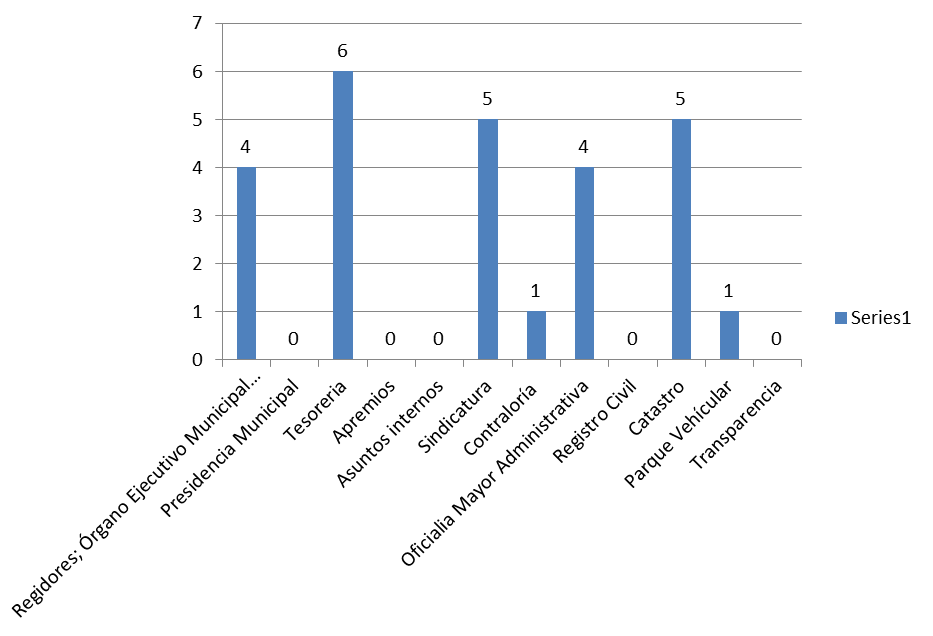 7
6
5
4
3
2
1
0
4
0
6
0
0
5
1
4
0
5
1
0
Regidores; Órgano Ejecutivo Municipal...
Presidencia Municipal
Tesoreria
Apremios
Asuntos internos
Sindicatura
Contraloría
Oficialia Mayor Administrativa
Registro Civil
Catastro
Parque Vehícular
Transparencia
Series1